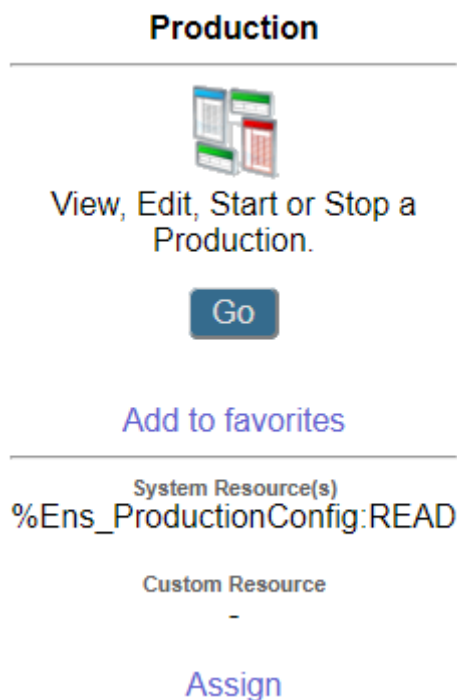 Production
View, Edit, Start or Stop a
Production.
Go
Add to favorites
System Resource(s)
%Ens_ProductionConfig:READ
Custom Resource
-
Assign